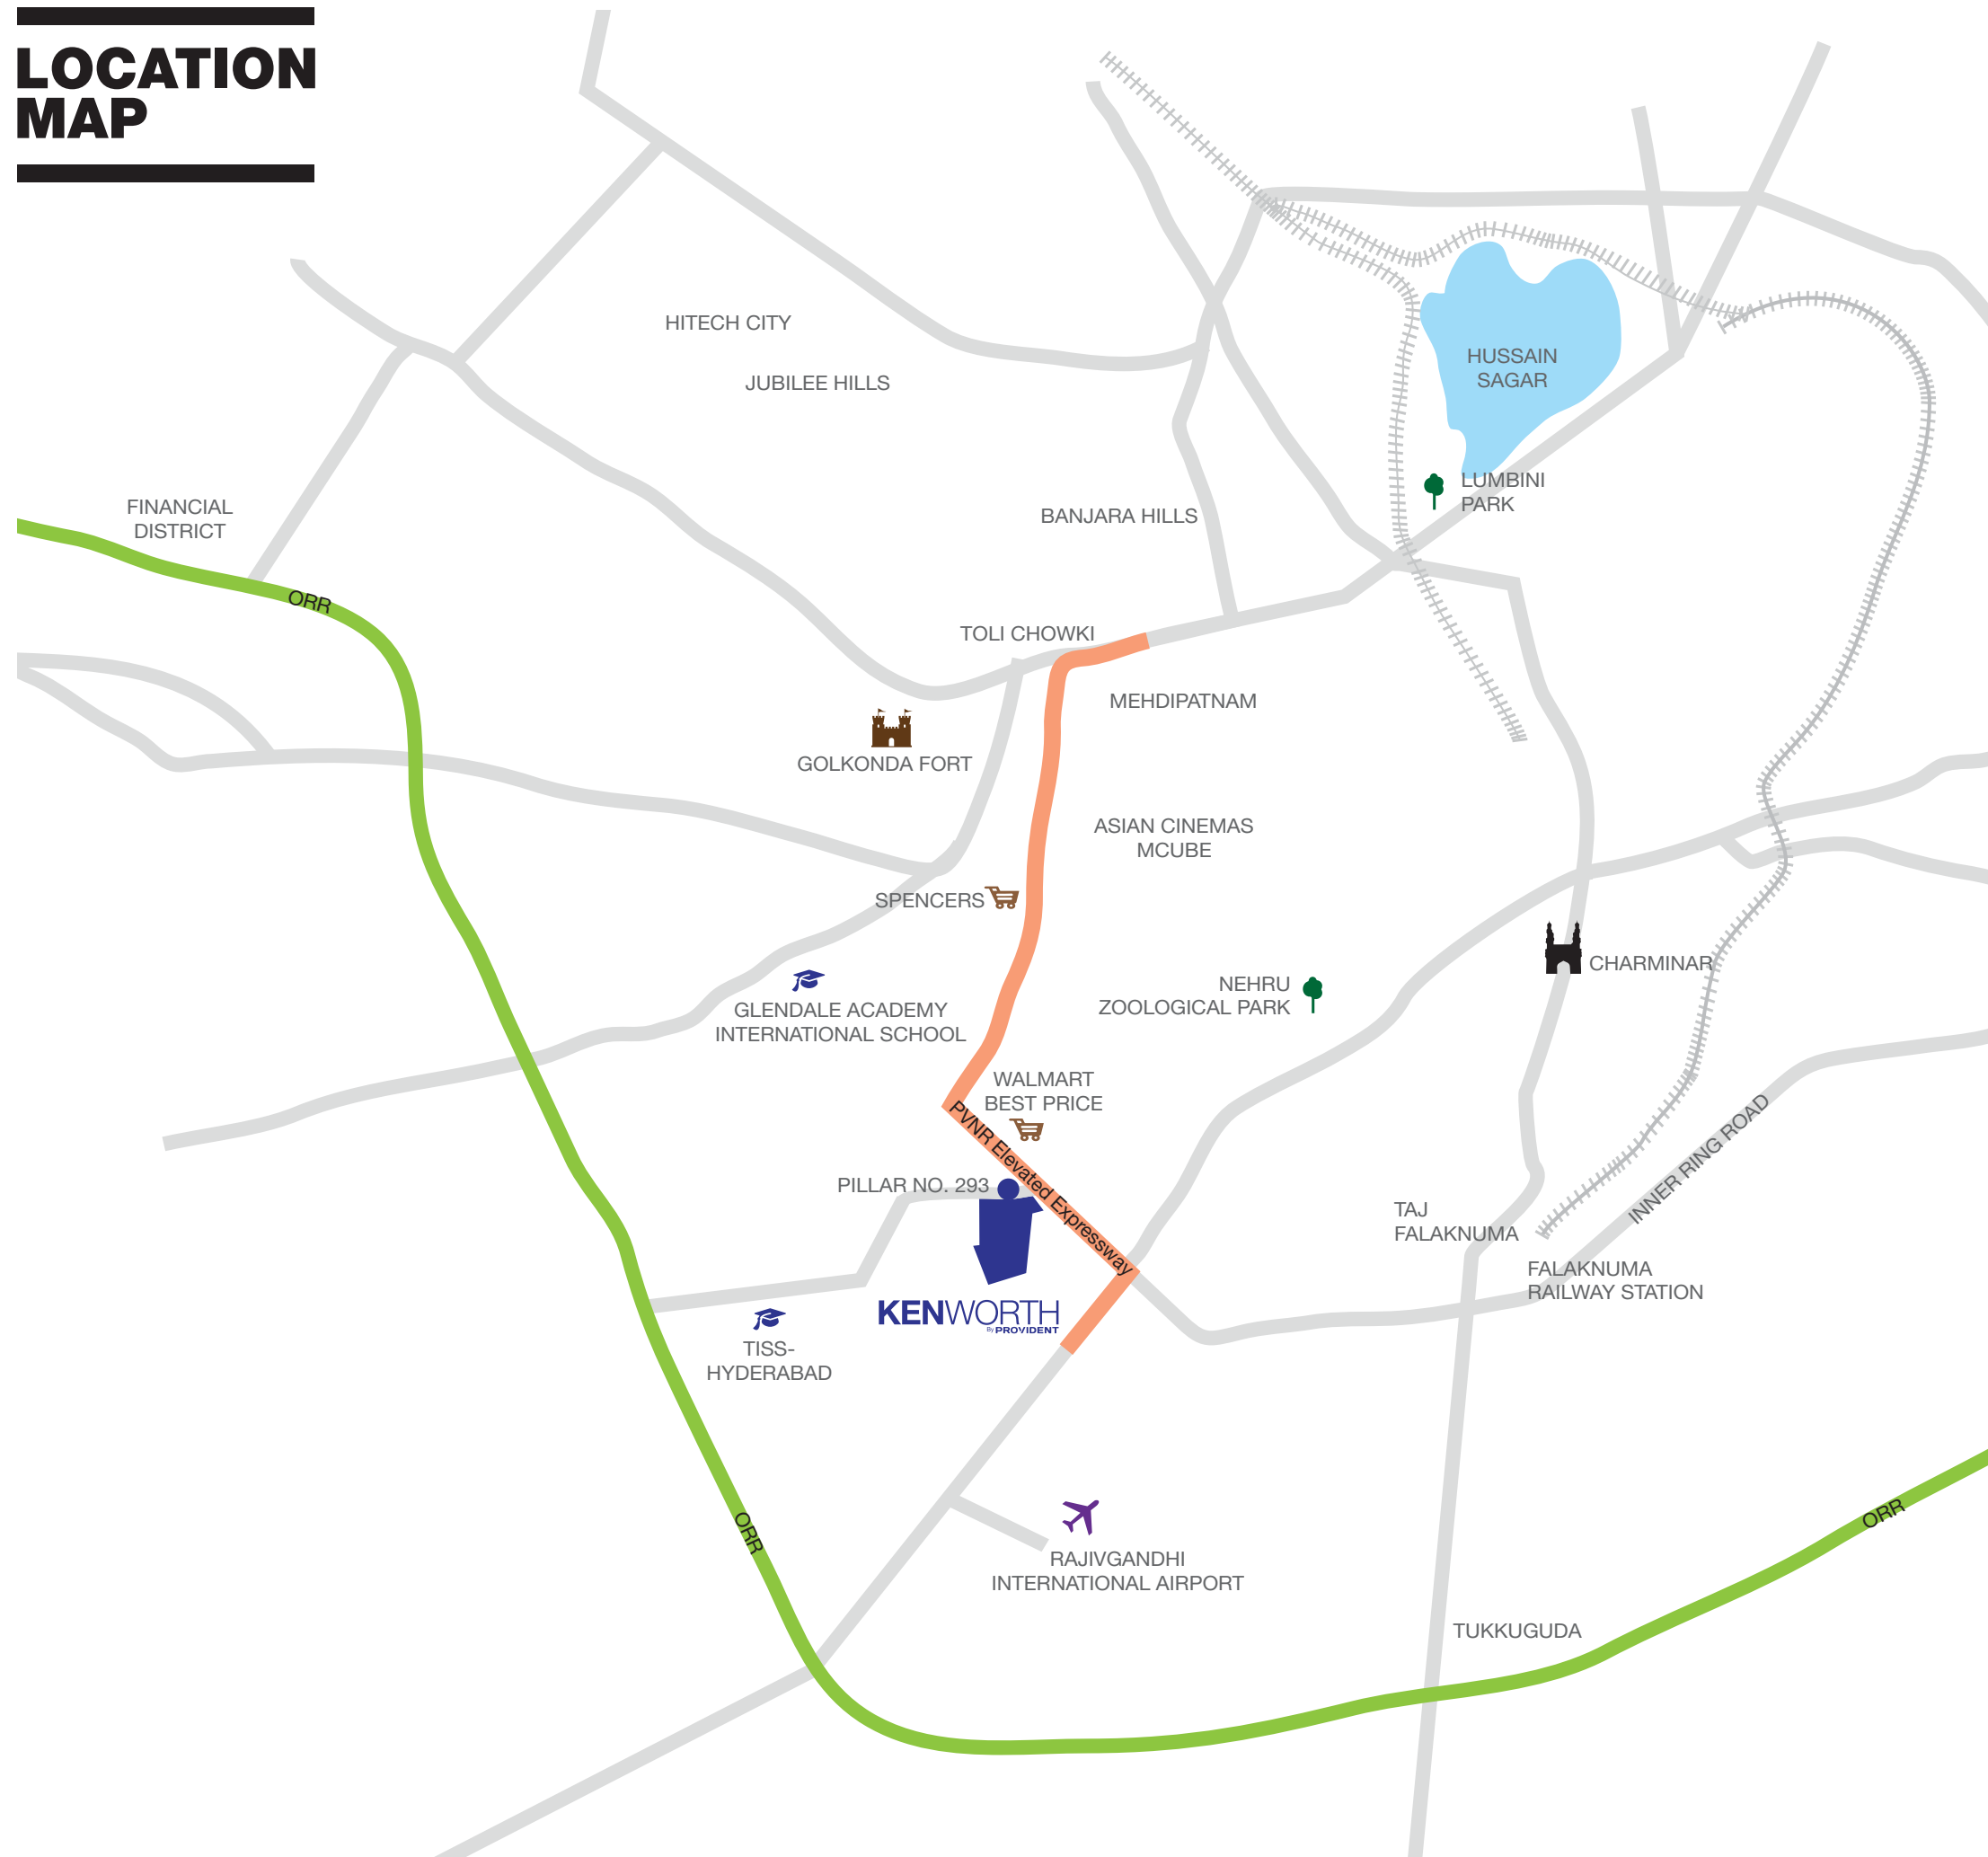 LOCATION
MAP
HITECH CITY
JUBILEE HILLS
HUSSAIN
SAGAR
LUMBINI
PARK
FINANCIAL
DISTRICT
BANJARA HILLS
ORR
TOLI CHOWKI
MEHDIPATNAM
GOLKONDA FORT
ASIAN CINEMAS
MCUBE
SPENCERS
CHARMINAR
NEHRU
ZOOLOGICAL PARK
GLENDALE ACADEMY
INTERNATIONAL SCHOOL
WALMART
BEST PRICE
PVNR Elevated Expressway
INNER RING ROAD
PILLAR NO. 293
TAJ
FALAKNUMA
FALAKNUMA
RAILWAY STATION
KENWORTH
By PROVIDENT
TISS-
HYDERABAD
ORR
ORR
RAJIVGANDHI
INTERNATIONAL AIRPORT
TUKKUGUDA